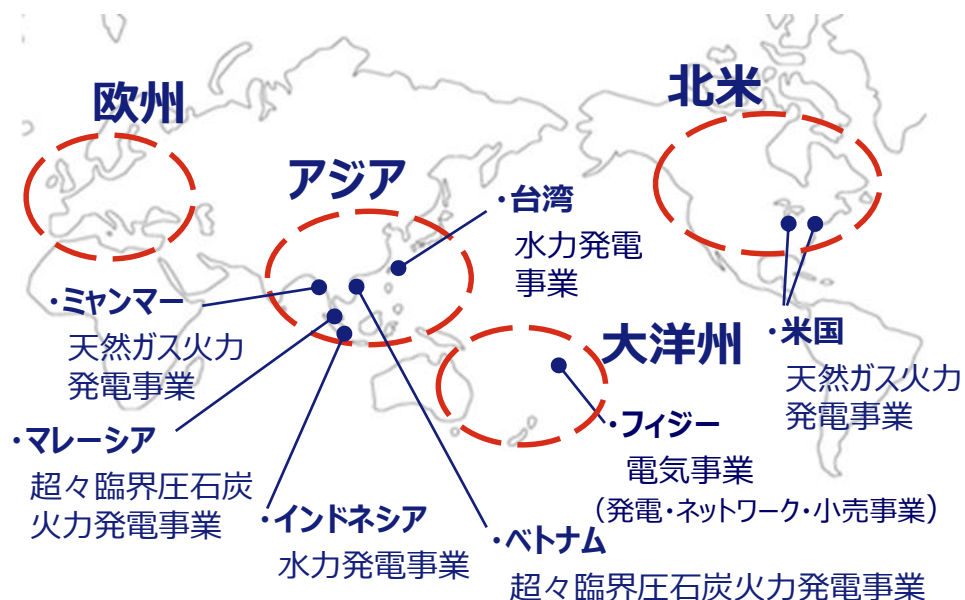 欧州
北米
アジア
・台湾
水力発電
事業
・ミャンマー
天然ガス火力
発電事業
大洋州
・米国
天然ガス火力
発電事業
・マレーシア
超々臨界圧石炭
火力発電事業
・フィジー
電気事業
(発電・ネットワーク・小売事業)
・インドネシア
水力発電事業
・ベトナム
超々臨界圧石炭火力発電事業